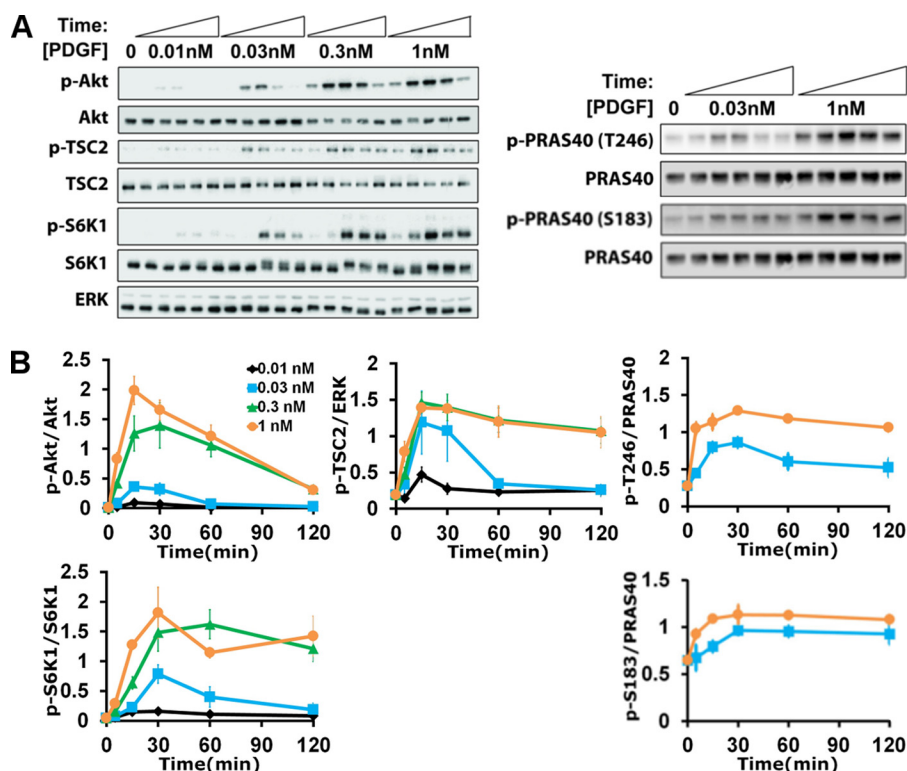 A
Time:
[PDGF] 0 0.01nM 0.03nM 0.3nM 1nM
p-Akt
Akt
p-TSC2
TSC2
p-S6K1
S6K1
ERK
Time:
[PDGF] 0 0.03nM 1nM
p-PRAS40 (T246)
PRAS40
p-PRAS40 (S183)
PRAS40
B
p-Akt/Akt
2.5
2
1.5
1
0.5
0
0 30 60 90 120
Time(min)
0.01 nM
0.03 nM
0.3 nM
1 nM
p-TSC2/ERK
2
1.5
1
0.5
0
0 30 60 90 120
Time(min)
p-T246/PRAS40
2
1.5
1
0.5
0
0 30 60 90 120
Time(min)
p-S6K1/S6K1
2.5
2
1.5
1
0.5
0
0 30 60 90 120
Time(min)
p-S183/PRAS40
1.5
1
0.5
0
0 30 60 90 120
Time(min)